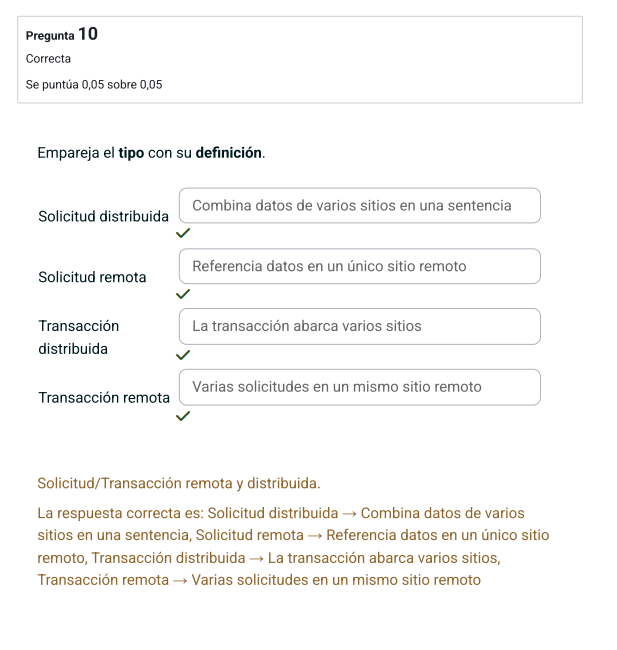 Pregunta 10
Correcta
Se puntúa 0,05 sobre 0,05
Empareja el tipo con su definición.
Solicitud distribuida
Combina datos de varios sitios en una sentencia
Solicitud remota
Referencia datos en un único sitio remoto
Transacción
distribuida
La transacción abarca varios sitios
Transacción remota
Varias solicitudes en un mismo sitio remoto
Solicitud/Transacción remota y distribuida.
La respuesta correcta es: Solicitud distribuida → Combina datos de varios
sitios en una sentencia, Solicitud remota → Referencia datos en un único sitio
remoto, Transacción distribuida → La transacción abarca varios sitios,
Transacción remota → Varias solicitudes en un mismo sitio remoto